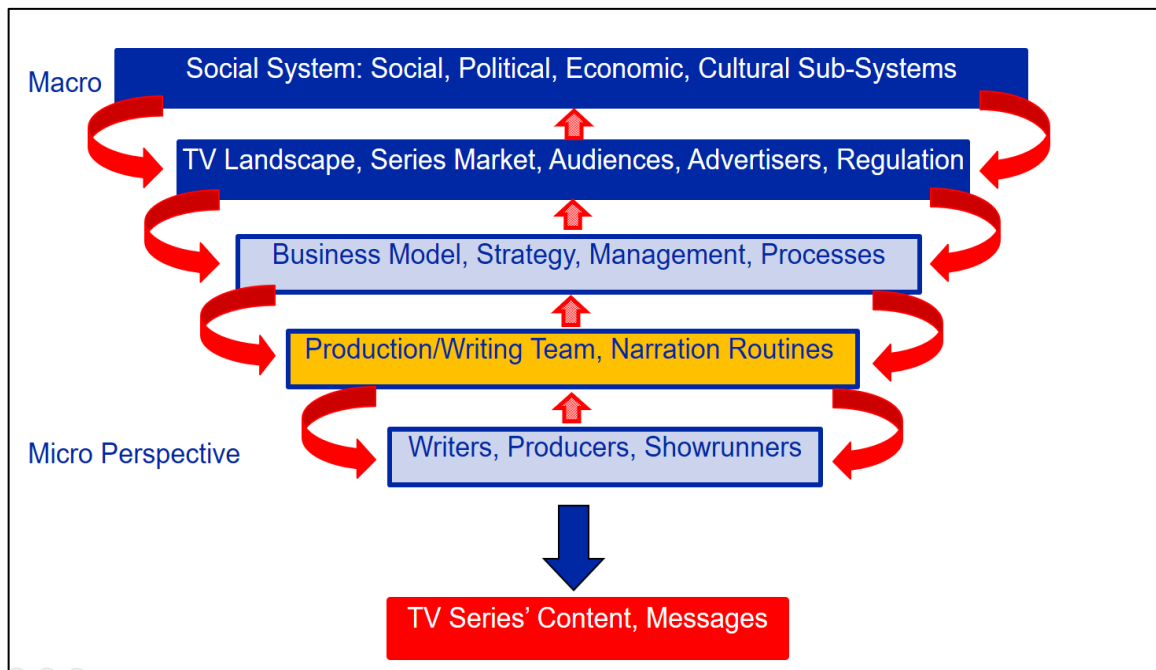 Social System: Social, Political, Economic, Cultural Sub-Systems
Macro
TV Landscape, Series Market, Audiences, Advertisers, Regulation
Business Model, Strategy, Management, Processes
Production/Writing Team, Narration Routines
Writers, Producers, Showrunners
Micro Perspective
TV Series’ Content, Messages